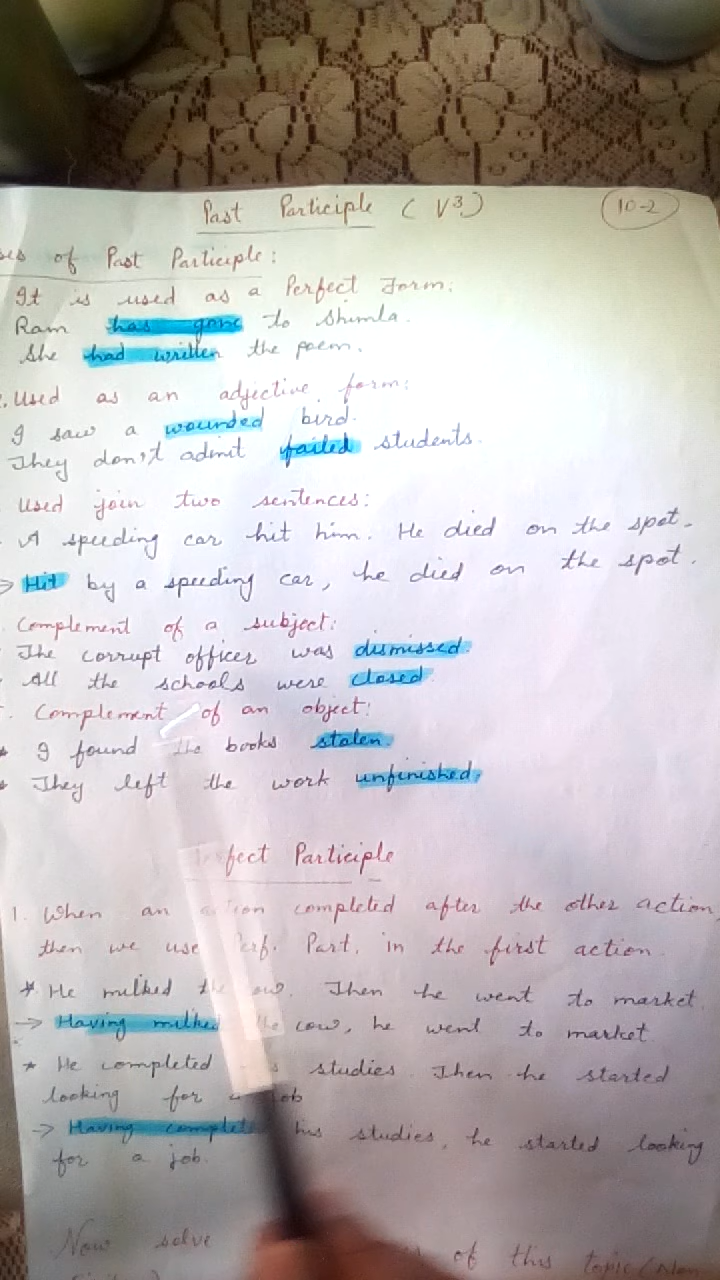 Past Participle ( V3 )
10-2
of Past Participle :
It is used as a Perfect Form.
Ram has gone to Shimla.
She had written the poem.
Used as an adjective form:
I saw a wounded bird.
They don't admit failed students.
Used join two sentences:
A speeding car hit him. He died on the spot.
→ Hit by a speeding car, he died on the spot.
Complement of a subject:
The corrupt officer was dismissed.
All the schools were closed.
Complement of an object:
I found the books stolen.
They left the work unfinished.
Participle
1. When an completed after the other action
then we use Perf. Part. in the first action.
* He milked the cow. Then he went to market.
→ Having milked the cow, he went to market
* He completed studies. Then he started
looking for a job
→ Having his studies, he started looking
for a job.
Now solve of this topic